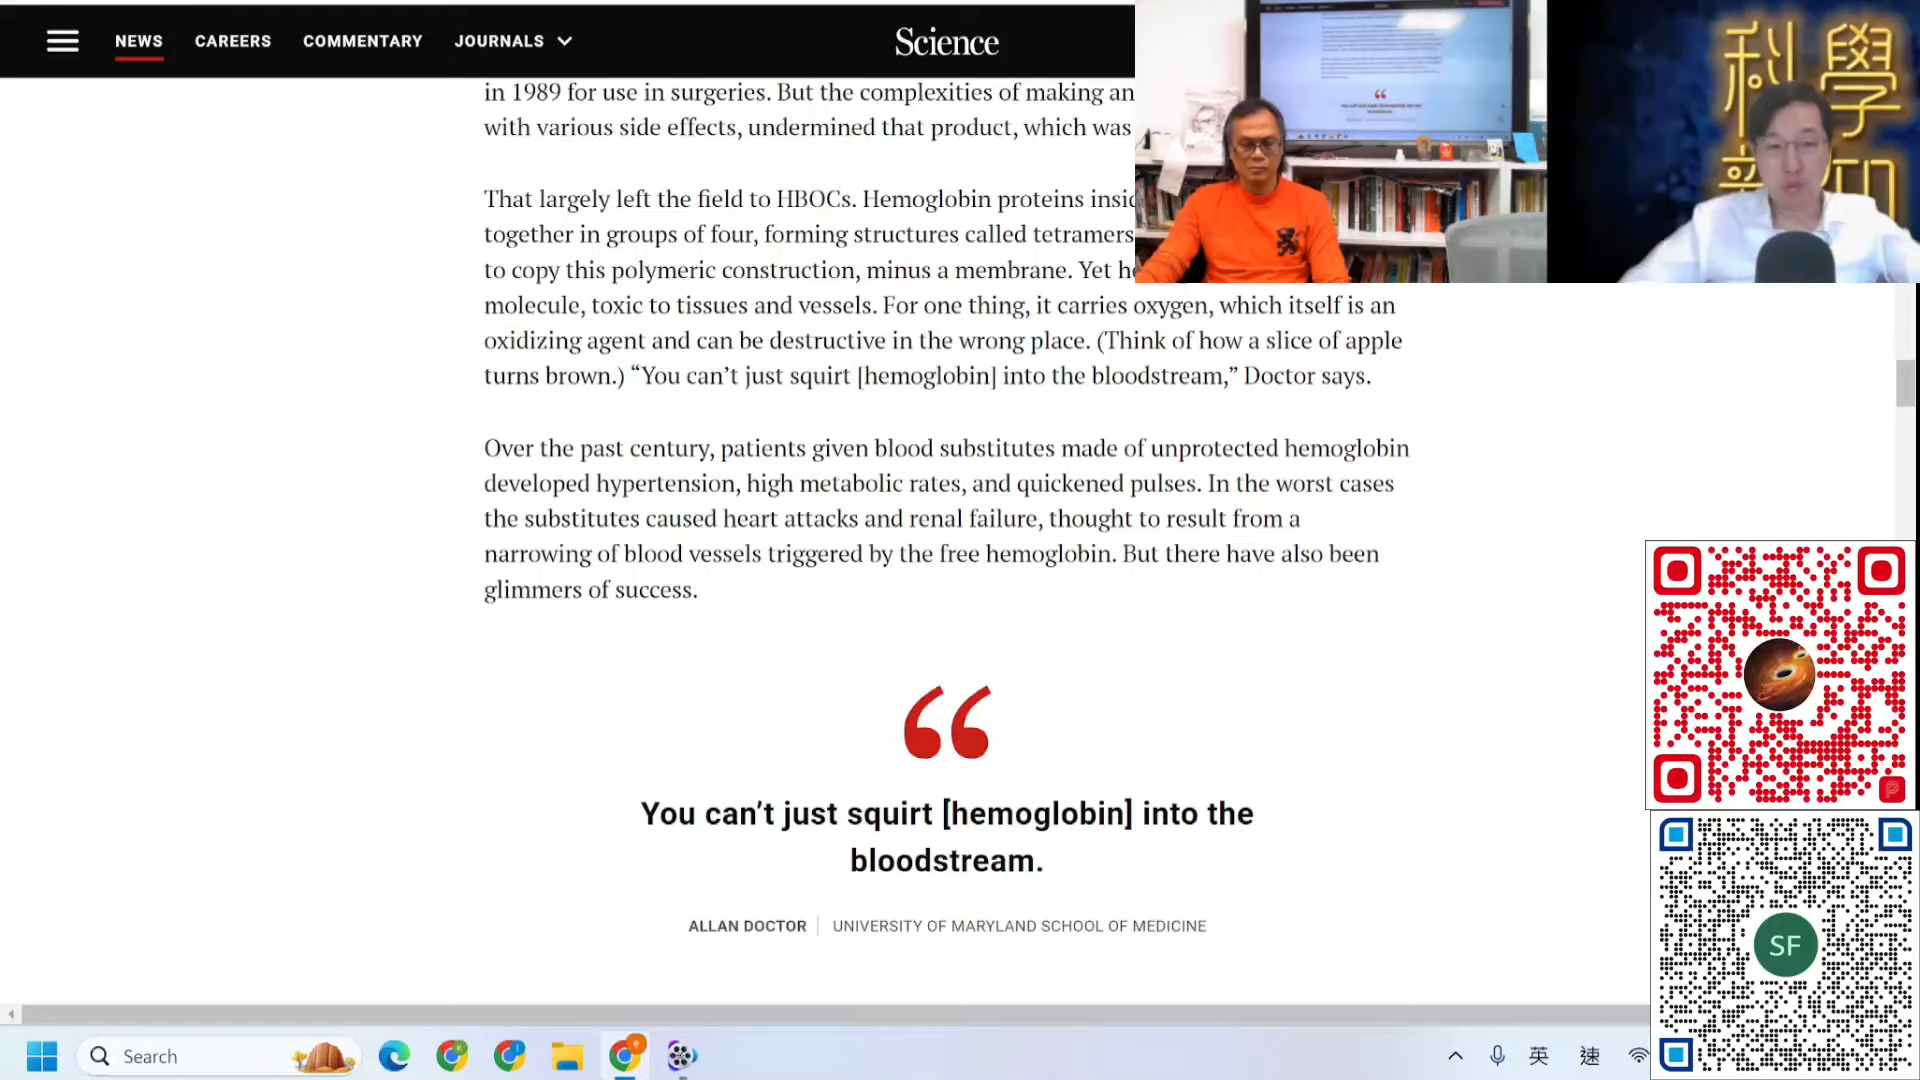 NEWS CAREERS COMMENTARY JOURNALS Science
科學
in 1989 for use in surgeries. But the complexities of making an
with various side effects, undermined that product, which was
That largely left the field to HBOCs. Hemoglobin proteins insid
together in groups of four, forming structures called tetramers
to copy this polymeric construction, minus a membrane. Yet he
molecule, toxic to tissues and vessels. For one thing, it carries oxygen, which itself is an
oxidizing agent and can be destructive in the wrong place. (Think of how a slice of apple
turns brown.) “You can’t just squirt [hemoglobin] into the bloodstream,” Doctor says.
Over the past century, patients given blood substitutes made of unprotected hemoglobin
developed hypertension, high metabolic rates, and quickened pulses. In the worst cases
the substitutes caused heart attacks and renal failure, thought to result from a
narrowing of blood vessels triggered by the free hemoglobin. But there have also been
glimmers of success.
“
You can’t just squirt [hemoglobin] into the
bloodstream.
ALLAN DOCTOR UNIVERSITY OF MARYLAND SCHOOL OF MEDICINE
SF
Search 英 速